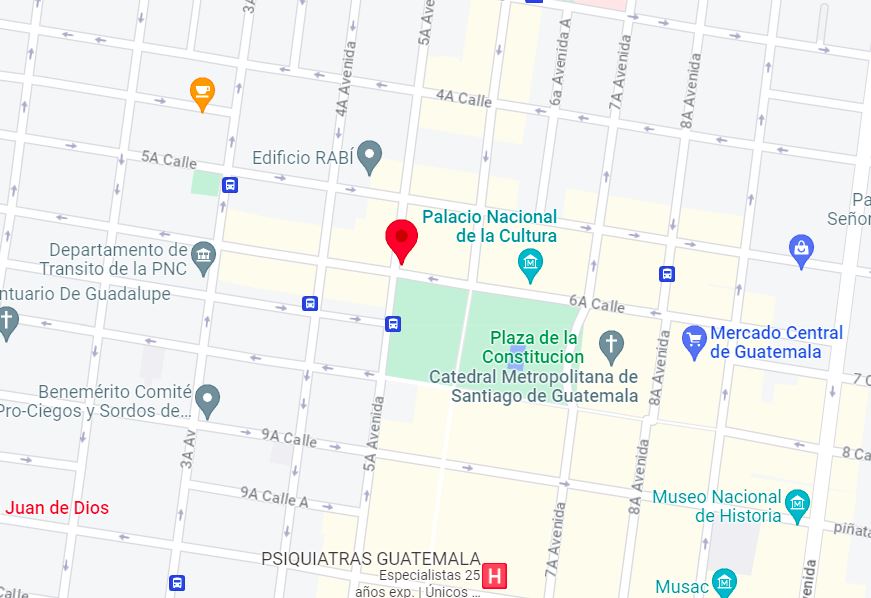 3A
5A Ave
4A Avenida
6a Avenida A
7A Avenida
8A Avenida
4A Calle
Edificio RABÍ
5A Calle
Pa
Señor
Palacio Nacional
de la Cultura
Departamento de
Transito de la PNC
ntuario De Guadalupe
6A Calle
Plaza de la
Constitucion
Mercado Central
de Guatemala
Catedral Metropolitana de
Santiago de Guatemala
8A Avenida
7 C
Benemérito Comité
Pro-Ciegos y Sordos de...
3A Av
5A Avenida
9A Calle
8A Avenida
8 Ca
9A Calle A
Juan de Dios
Museo Nacional
de Historia
piñata
7A Avenida
PSIQUIATRAS GUATEMALA
Especialistas 25
años exp. | Únicos ...
H
Musac
venida
Calle